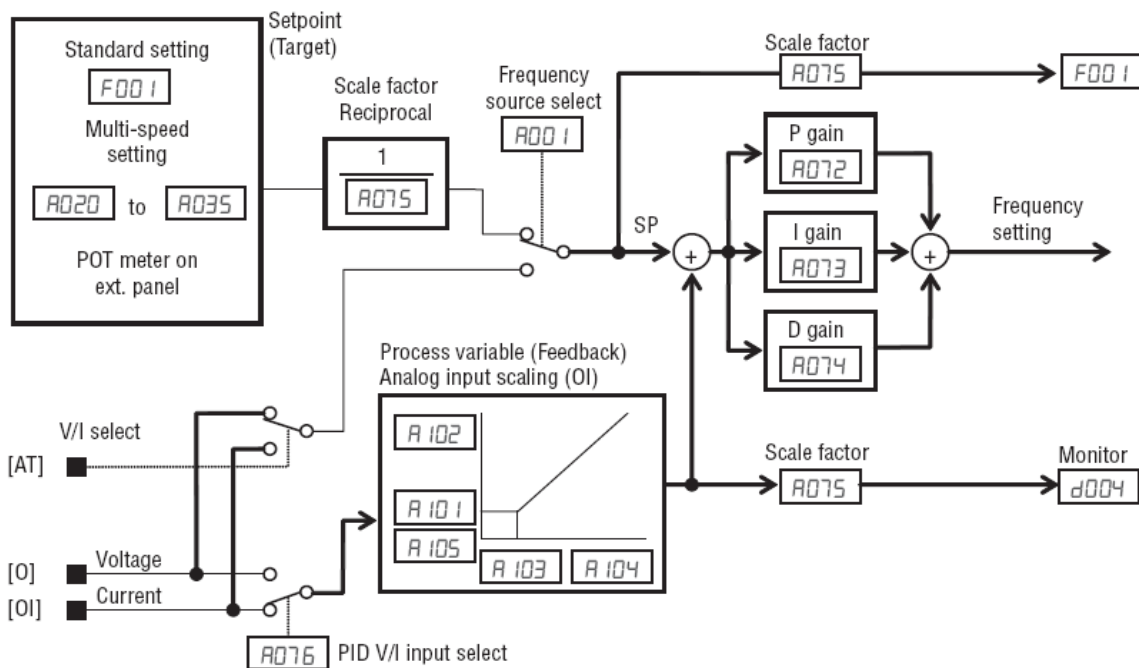 Setpoint
(Target)
Standard setting
F001
Multi-speed
setting
A020 to A035
POT meter on
ext. panel
Scale factor
Reciprocal
1
A075
Frequency
source select
A001
Scale factor
A075
F001
SP
+
P gain
A072
I gain
A073
D gain
A074
+
Frequency
setting
V/I select
[AT]
[O]
Voltage
[OI]
Current
A076
PID V/I input select
Process variable (Feedback)
Analog input scaling (OI)
A102
A101
A105
A103
A104
Scale factor
A075
Monitor
d004